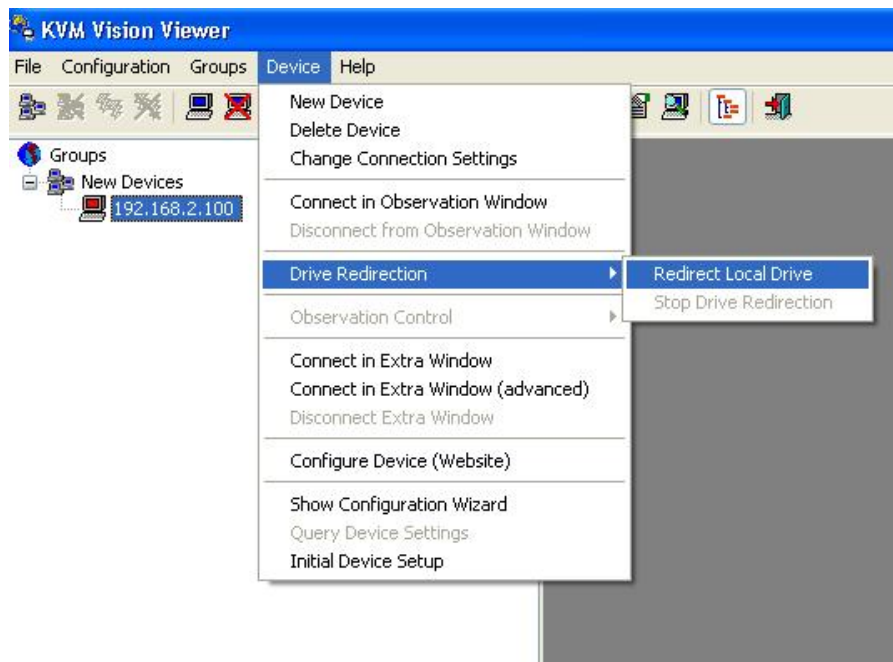 KVM Vision Viewer
File Configuration Groups Device Help
Groups
New Devices
192.168.2.100
New Device
Delete Device
Change Connection Settings
Connect in Observation Window
Disconnect from Observation Window
Drive Redirection
Redirect Local Drive
Stop Drive Redirection
Observation Control
Connect in Extra Window
Connect in Extra Window (advanced)
Disconnect Extra Window
Configure Device (Website)
Show Configuration Wizard
Query Device Settings
Initial Device Setup